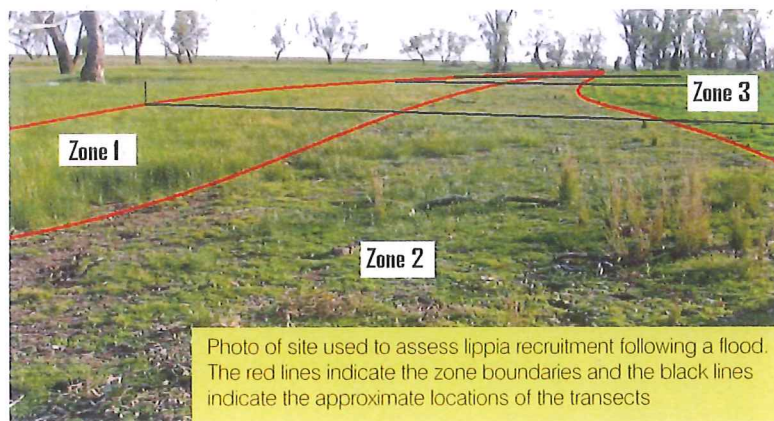 Zone 1
Zone 3
Zone 2
Photo of site used to assess lippia recruitment following a flood.
The red lines indicate the zone boundaries and the black lines
indicate the approximate locations of the transects